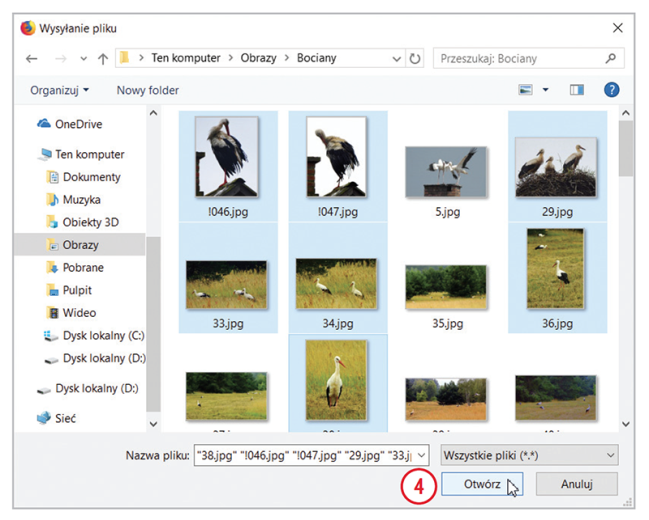 Wysyłanie pliku
Ten komputer
Obrazy
Bociany
Przeszukaj: Bociany
Organizuj
Nowy folder
?
OneDrive
Ten komputer
Dokumenty
Muzyka
Obiekty 3D
Obrazy
Pobrane
Pulpit
Wideo
Dysk lokalny (C:)
Dysk lokalny (D:)
Dysk lokalny (D:)
Sieć
!046.jpg !047.jpg 5.jpg 29.jpg
33.jpg 34.jpg 35.jpg 36.jpg
Nazwa pliku: "38.jpg" "!046.jpg" "!047.jpg" "29.jpg" "33.j
Wszystkie pliki (*.*)
4
Otwórz
Anuluj